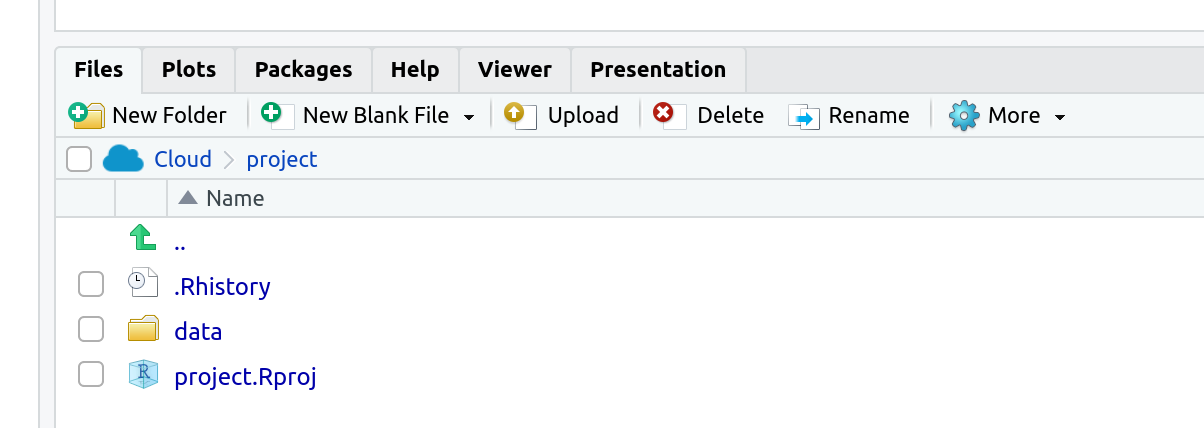 Files Plots Packages Help Viewer Presentation
New Folder New Blank File Upload Delete Rename More
Cloud project
Name
..
.Rhistory
data
R project.Rproj